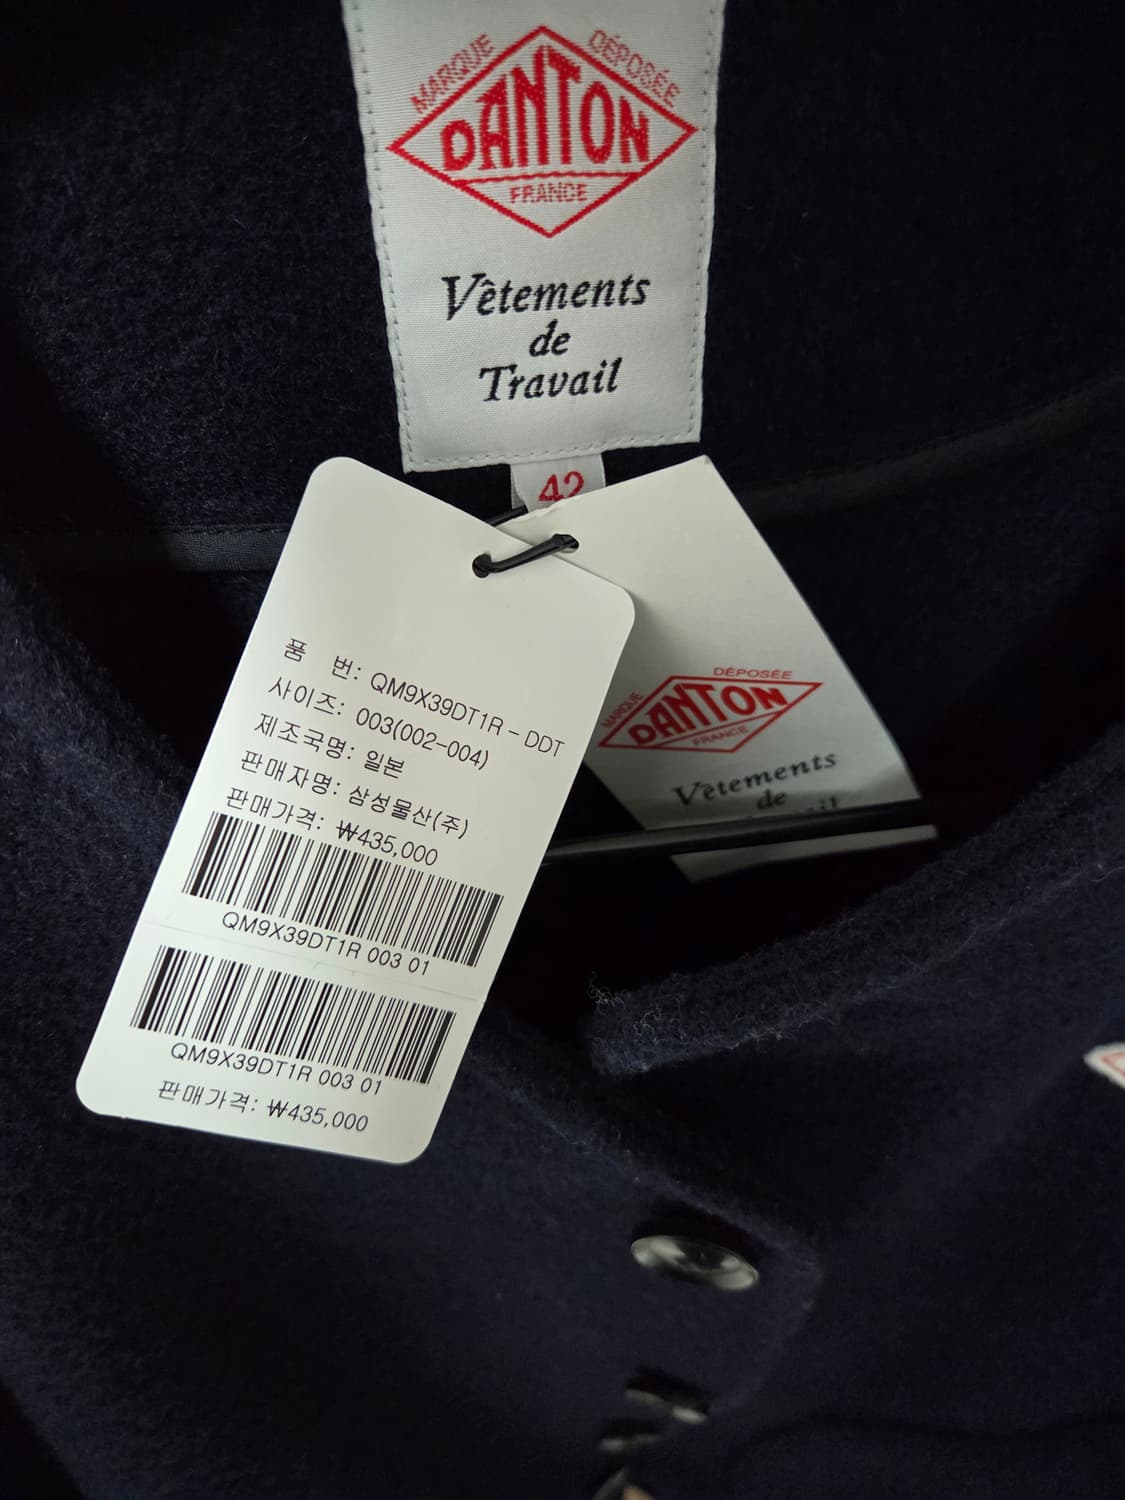 MARQUE DÉPOSÉE
DANTON
FRANCE
Vêtements
de
Travail
42
품 번: QM9X39DT1R - DDT
사이즈: 003(002-004)
제조국명: 일본
판매자명: 삼성물산(주)
판매가격: ₩435,000
QM9X39DT1R 003 01
QM9X39DT1R 003 01
판매가격: ₩435,000
MARQUE DÉPOSÉE
DANTON
FRANCE
Vêtements
de